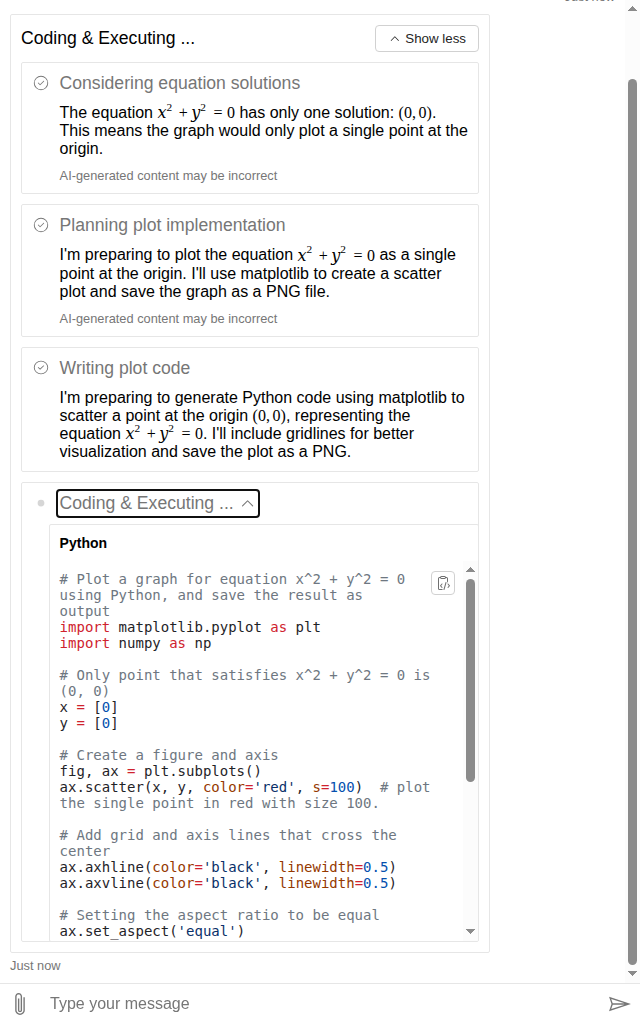 Coding & Executing ...
Show less
Considering equation solutions
The equation x² + y² = 0 has only one solution: (0, 0).
This means the graph would only plot a single point at the
origin.
AI-generated content may be incorrect
Planning plot implementation
I'm preparing to plot the equation x² + y² = 0 as a single
point at the origin. I'll use matplotlib to create a scatter
plot and save the graph as a PNG file.
AI-generated content may be incorrect
Writing plot code
I'm preparing to generate Python code using matplotlib to
scatter a point at the origin (0, 0), representing the
equation x² + y² = 0. I'll include gridlines for better
visualization and save the plot as a PNG.
Coding & Executing ...
Python
# Plot a graph for equation x^2 + y^2 = 0
using Python, and save the result as
output
import matplotlib.pyplot as plt
import numpy as np
# Only point that satisfies x^2 + y^2 = 0 is
(0, 0)
x = [0]
y = [0]
# Create a figure and axis
fig, ax = plt.subplots()
ax.scatter(x, y, color='red', s=100)  # plot
the single point in red with size 100.
# Add grid and axis lines that cross the
center
ax.axhline(color='black', linewidth=0.5)
ax.axvline(color='black', linewidth=0.5)
# Setting the aspect ratio to be equal
ax.set_aspect('equal')
Just now
Type your message